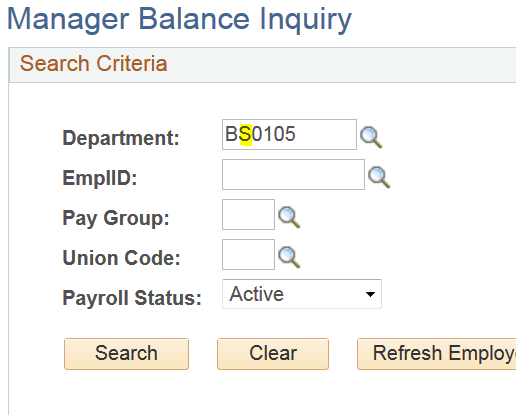 Manager Balance Inquiry
Search Criteria
Department: BS0105
EmplID:
Pay Group:
Union Code:
Payroll Status: Active
Search Clear Refresh Employ